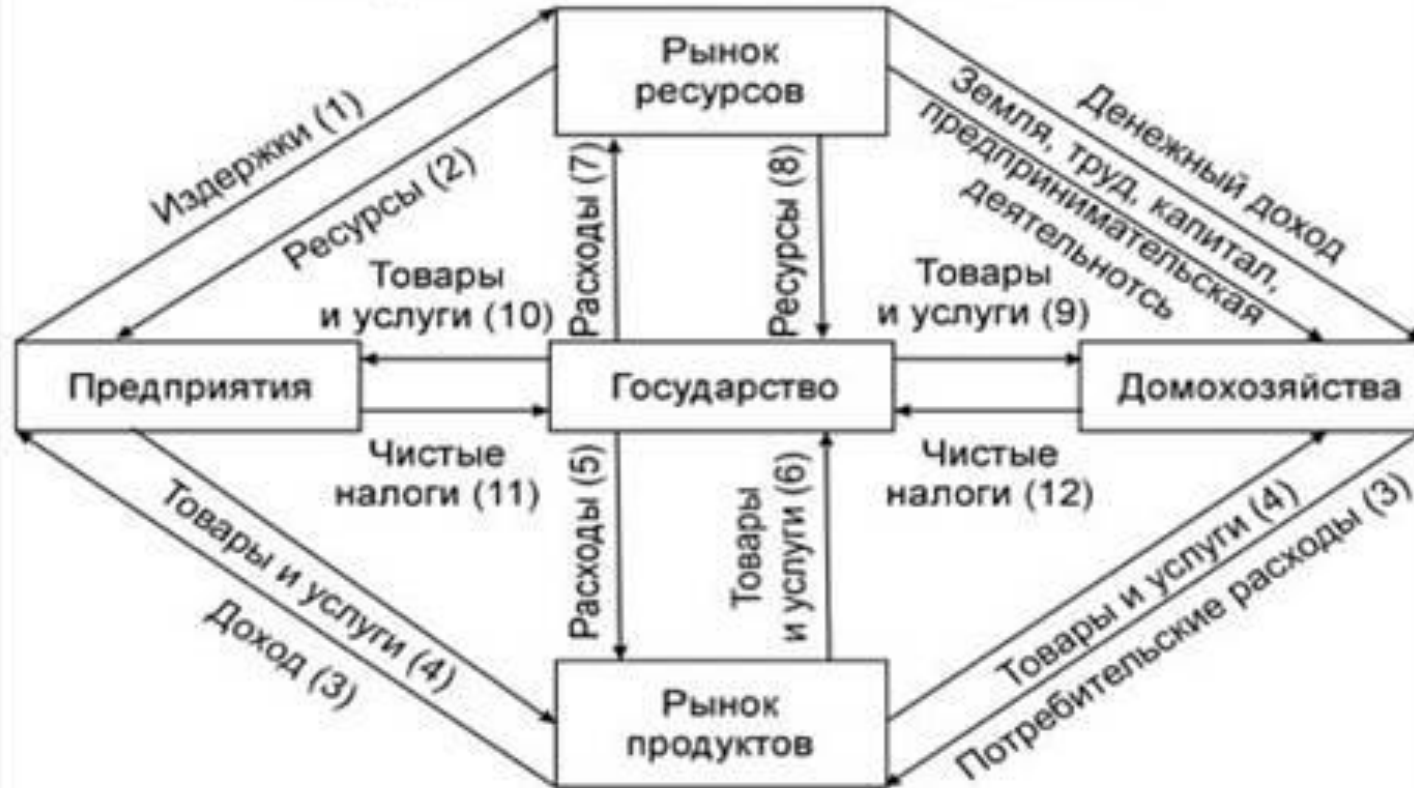 Рынок
ресурсов
Издержки (1)
Ресурсы (2)
Расходы (7)
Ресурсы (8)
Денежный доход
Земля, труд, капитал,
предпринимательская
деятельнотсь
Товары
и услуги (10)
Товары
и услуги (9)
Предприятия
Государство
Домохозяйства
Чистые
налоги (11)
Чистые
налоги (12)
Расходы (5)
Товары
и услуги (6)
Товары и услуги (4)
Доход (3)
Товары и услуги (4)
Потребительские расходы (3)
Рынок
продуктов